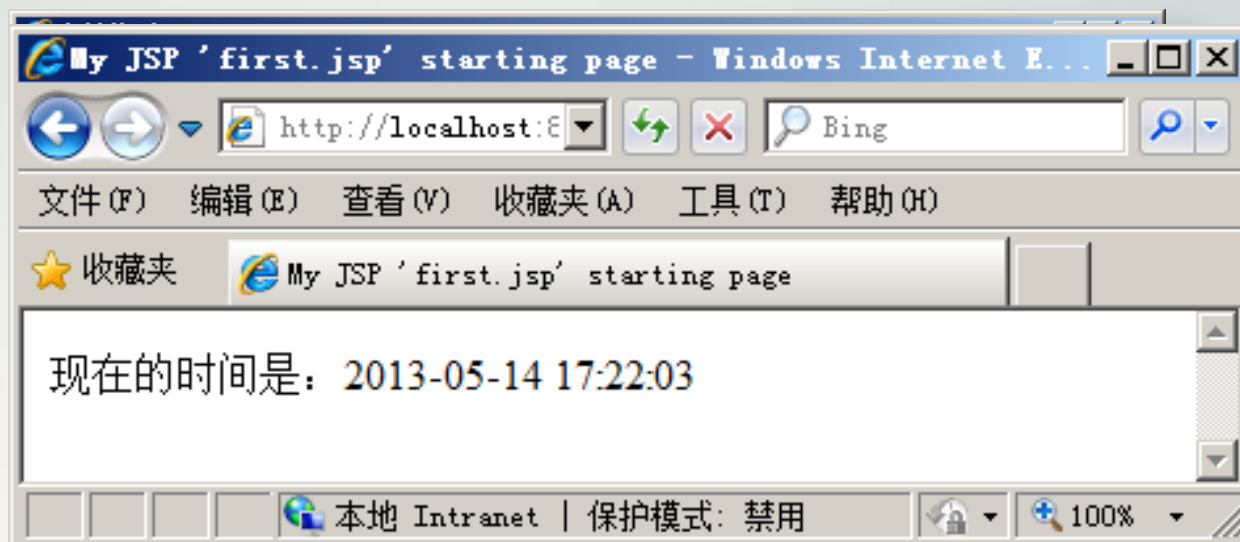 My JSP 'first.jsp' starting page - Windows Internet E...
http://localhost:8
Bing
文件(F) 编辑(E) 查看(V) 收藏夹(A) 工具(T) 帮助(H)
收藏夹 My JSP 'first.jsp' starting page
现在的时间是：2013-05-14 17:22:03
本地 Intranet | 保护模式: 禁用 100%